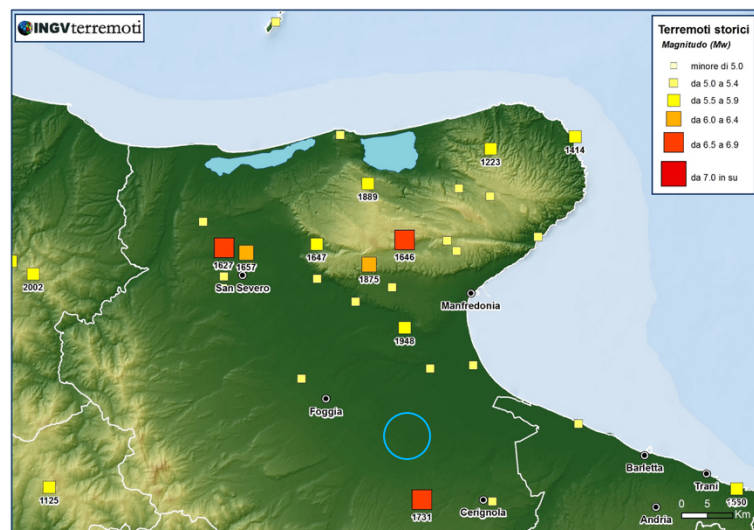 INGVterremoti
Terremoti storici
Magnitudo (Mw)
minore di 5.0
da 5.0 a 5.4
da 5.5 a 5.9
da 6.0 a 6.4
da 6.5 a 6.9
da 7.0 in su
1414
1223
1889
1627
1657
1647
1646
1875
2002
San Severo
Manfredonia
1948
Foggia
Barletta
Trani
1125
1560
1731
Cerignola
Andria
0 5 10
Km